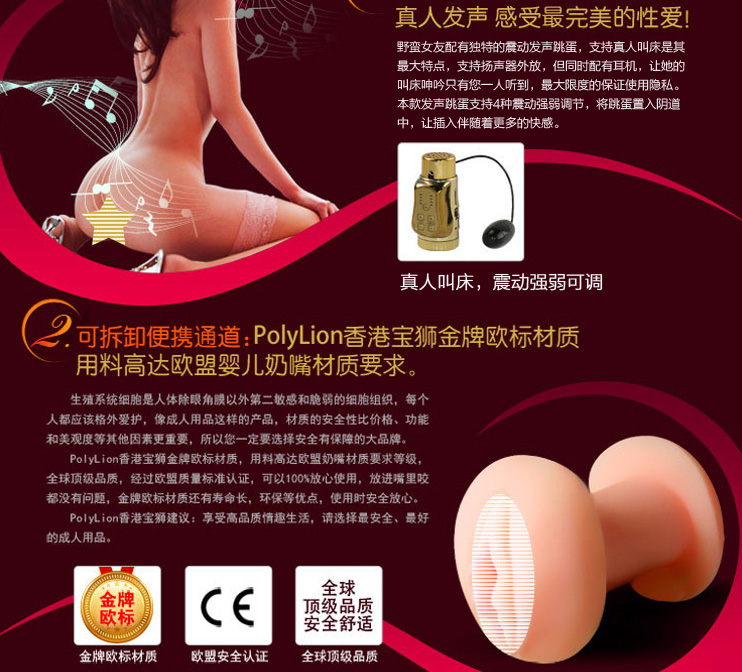 真人发声 感受最完美的性爱!
野蛮女友配有独特的震动发声跳蛋，支持真人叫床是其
最大特点，支持扬声器外放，但同时配有耳机，让她的
叫床呻吟只有您一人听到，最大限度的保证使用隐私。
本款发声跳蛋支持4种震动强弱调节，将跳蛋置入阴道
中，让插入伴随着更多的快感。
真人叫床，震动强弱可调
2.可拆卸便携通道：PolyLion香港宝狮金牌欧标材质
用料高达欧盟婴儿奶嘴材质要求。
生殖系统细胞是人体除眼角膜以外第二敏感和脆弱的细胞组织，每个
人都应该格外爱护，像成人用品这样的产品，材质的安全性比价格、功能
和美观度等其他因素更重要，所以您一定要选择安全有保障的大品牌。
PolyLion香港宝狮金牌欧标材质，用料高达欧盟奶嘴材质要求等级，
全球顶级品质，经过欧盟质量标准认证，可以100%放心使用，放进嘴里咬
都没有问题，金牌欧标材质还有寿命长，环保等优点，使用时安全放心。
PolyLion香港宝狮建议：享受高品质情趣生活，请选择最安全、最好
的成人用品。
金牌
欧标
CE
全球
顶级品质
安全舒适
金牌欧标材质
欧盟安全认证
全球顶级品质